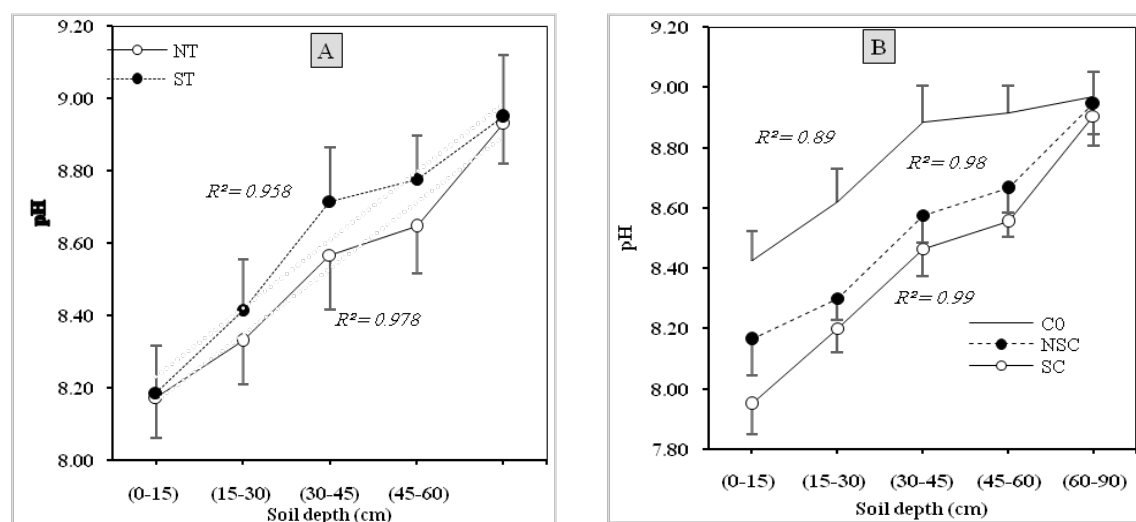 A
NT
ST
9.20
9.00
8.80
8.60
8.40
8.20
8.00
pH
R²= 0.958
R²= 0.978
(0-15) (15-30) (30-45) (45-60)
Soil depth (cm)
B
9.20
9.00
8.80
8.60
8.40
8.20
8.00
7.80
pH
R²= 0.89
R²= 0.98
R²= 0.99
C0
NSC
SC
(0-15) (15-30) (30-45) (45-60) (60-90)
Soil depth (cm)